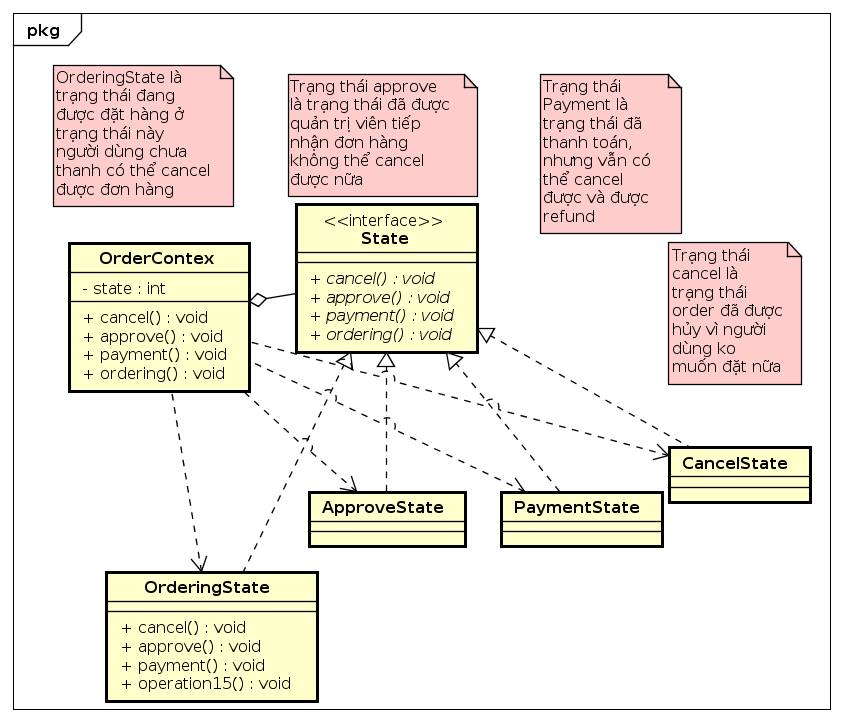 pkg
OrderingState là
trạng thái đang
được đặt hàng ở
trạng thái này
người dùng chưa
thanh có thể cancel
được đơn hàng
Trạng thái approve
là trạng thái đã được
quản trị viên tiếp
nhận đơn hàng
không thể cancel
được nữa
Trạng thái
Payment là
trạng thái đã
thanh toán,
nhưng vẫn có
thể cancel
được và được
refund
Trạng thái
cancel là
trạng thái
order đã được
hủy vì người
dùng ko
muốn đặt nữa
OrderContex
- state : int
+ cancel() : void
+ approve() : void
+ payment() : void
+ ordering() : void
<<interface>>
State
+ cancel() : void
+ approve() : void
+ payment() : void
+ ordering() : void
CancelState
ApproveState
PaymentState
OrderingState
+ cancel() : void
+ approve() : void
+ payment() : void
+ operation15() : void